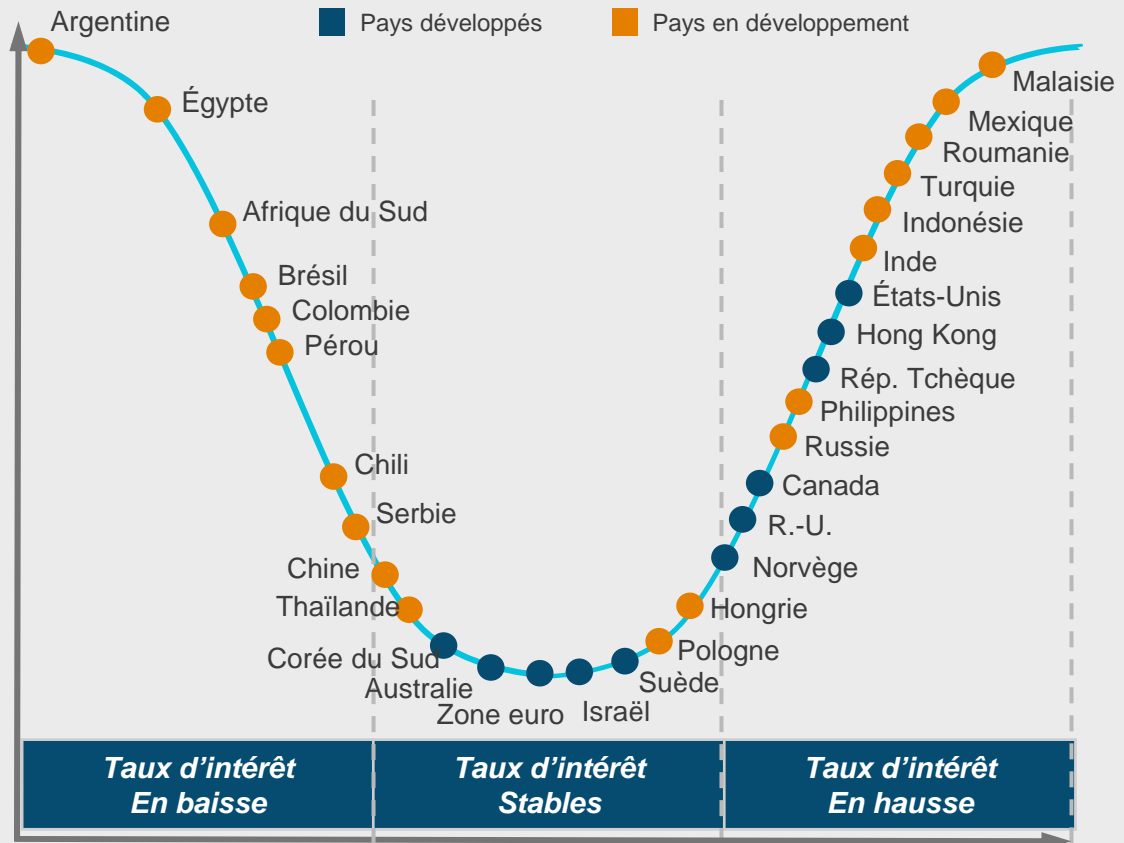 Argentine
Pays développés
Pays en développement
Égypte
Afrique du Sud
Brésil
Colombie
Pérou
Chili
Serbie
Chine
Thaïlande
Corée du Sud
Australie
Zone euro
Israël
Suède
Pologne
Hongrie
Norvège
R.-U.
Canada
Russie
Philippines
Rép. Tchèque
Hong Kong
États-Unis
Inde
Indonésie
Turquie
Roumanie
Mexique
Malaisie
Taux d’intérêt
En baisse
Taux d’intérêt
Stables
Taux d’intérêt
En hausse